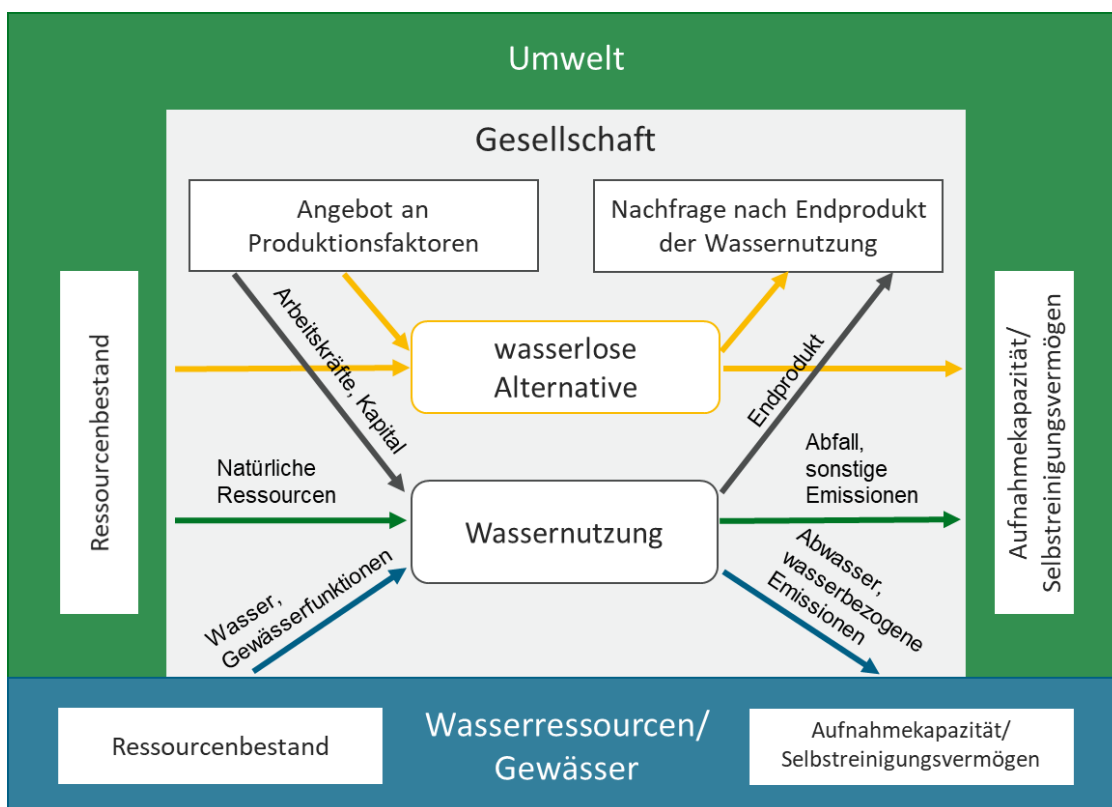 Umwelt
Gesellschaft
Angebot an
Produktionsfaktoren
Nachfrage nach Endprodukt
der Wassernutzung
Ressourcenbestand
Arbeitskräfte, Kapital
wasserlose
Alternative
Endprodukt
Aufnahmekapazität/
Selbstreinigungsvermögen
Natürliche
Ressourcen
Abfall,
sonstige
Emissionen
Wassernutzung
Wasser,
Gewässerfunktionen
Abwasser,
wasserbezogene
Emissionen
Ressourcenbestand
Wasserressourcen/
Gewässer
Aufnahmekapazität/
Selbstreinigungsvermögen